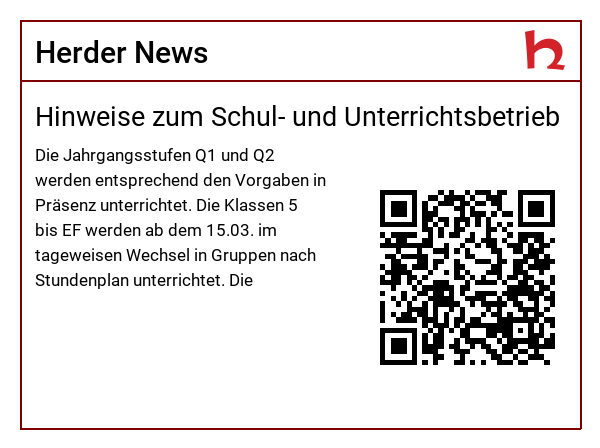 Herder News
Hinweise zum Schul- und Unterrichtsbetrieb
Die Jahrgangsstufen Q1 und Q2
werden entsprechend den Vorgaben in
Präsenz unterrichtet. Die Klassen 5
bis EF werden ab dem 15.03. im
tageweisen Wechsel in Gruppen nach
Stundenplan unterrichtet. Die